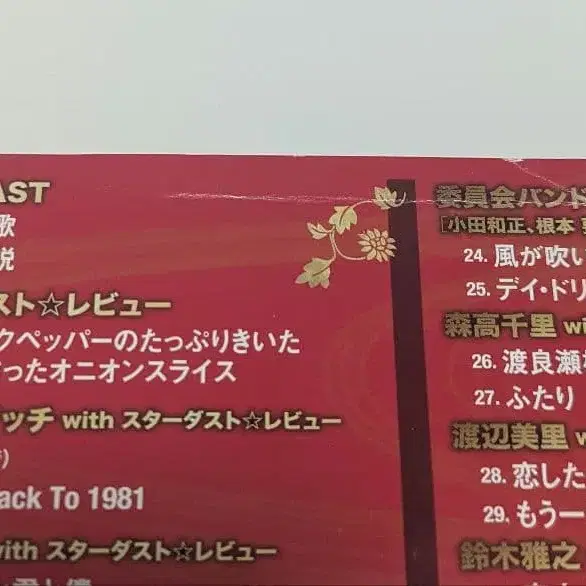 AST
歌
説
スト☆レビュー
クペッパーのたっぷりきいた
ったオニオンスライス
ッチ with スターダスト☆レビュー
ack To 1981
with スターダスト☆レビュー
委員会バンド
[小田和正、根本
24. 風が吹い
25. デイ・ドリ
森高千里 wi
26. 渡良瀬
27. ふたり
渡辺美里 w
28. 恋した
29. もう一
鈴木雅之